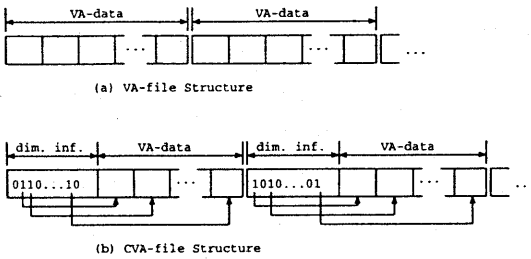 VA-data VA-data
... ... ...
(a) VA-file Structure
dim. inf. VA-data dim. inf. VA-data
0110...10 ... 1010...01 ... ...
(b) CVA-file Structure